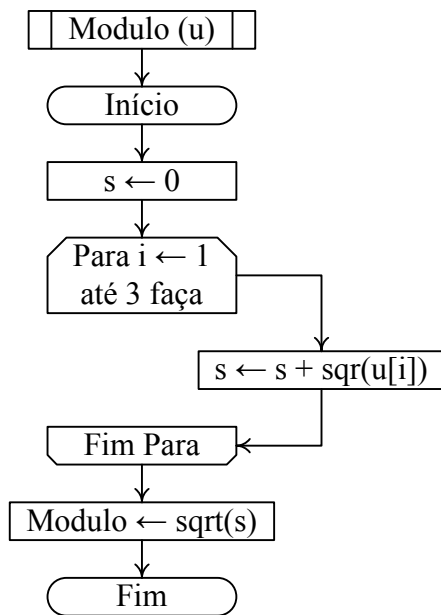 Modulo (u)
Início
s ← 0
Para i ← 1
até 3 faça
s ← s + sqr(u[i])
Fim Para
Modulo ← sqrt(s)
Fim